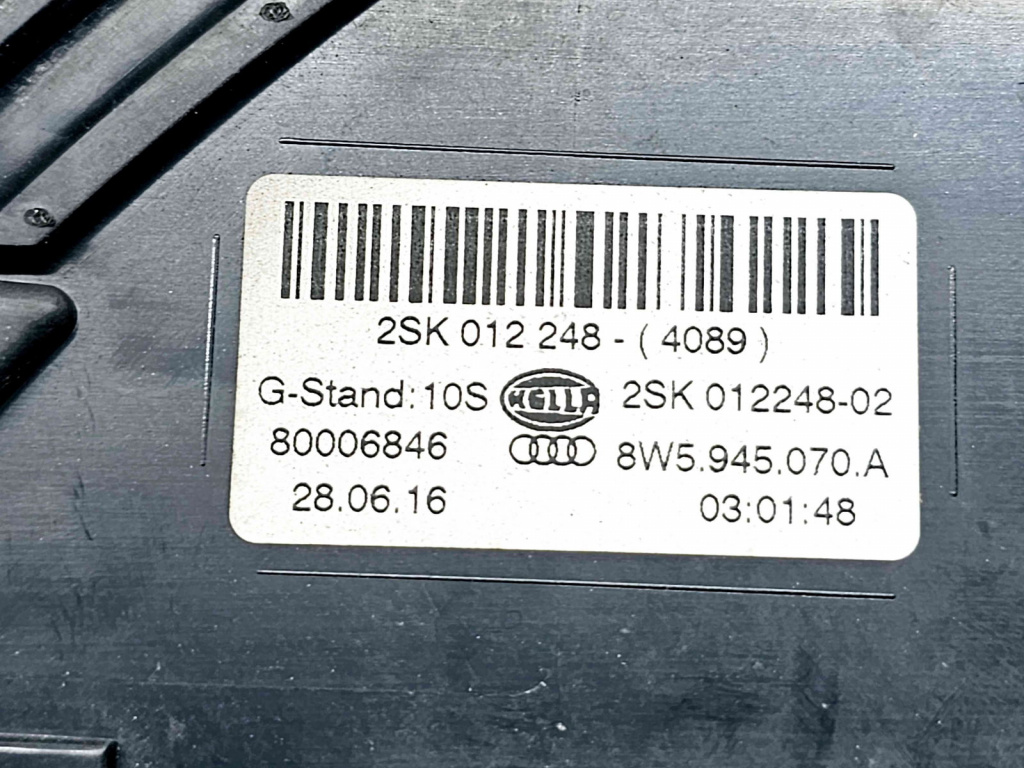 2SK 012 248 - ( 4089 )
G-Stand: 10S HELLA 2SK 012248-02
80006846 8W5.945.070.A
28.06.16 03:01:48